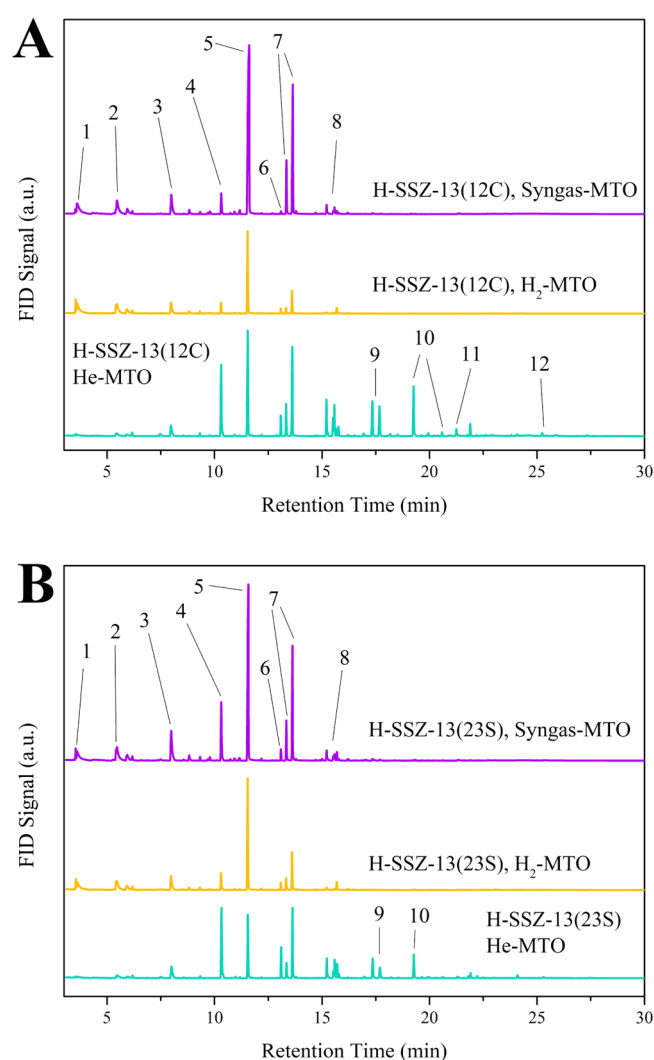 A
5
7
4
3
2
1
8
6
H-SSZ-13(12C), Syngas-MTO
H-SSZ-13(12C), H₂-MTO
H-SSZ-13(12C)
He-MTO
9
10
11
12
FID Signal (a.u.)
5 10 15 20 25 30
Retention Time (min)
B
5
7
4
3
2
1
6
8
H-SSZ-13(23S), Syngas-MTO
H-SSZ-13(23S), H₂-MTO
9
10
H-SSZ-13(23S)
He-MTO
FID Signal (a.u.)
5 10 15 20 25 30
Retention Time (min)